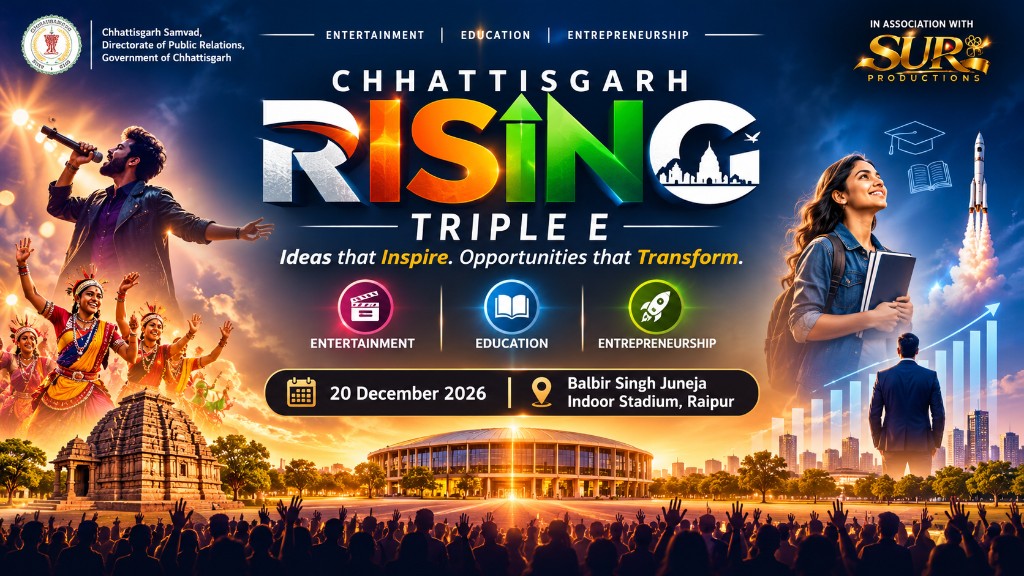 Chhattisgarh Samvad,
Directorate of Public Relations,
Government of Chhattisgarh
ENTERTAINMENT | EDUCATION | ENTREPRENEURSHIP
IN ASSOCIATION WITH
SUR
PRODUCTIONS
CHHATTISGARH
RISING
TRIPLE E
Ideas that Inspire. Opportunities that Transform.
ENTERTAINMENT
EDUCATION
ENTREPRENEURSHIP
20 December 2026
Balbir Singh Juneja
Indoor Stadium, Raipur